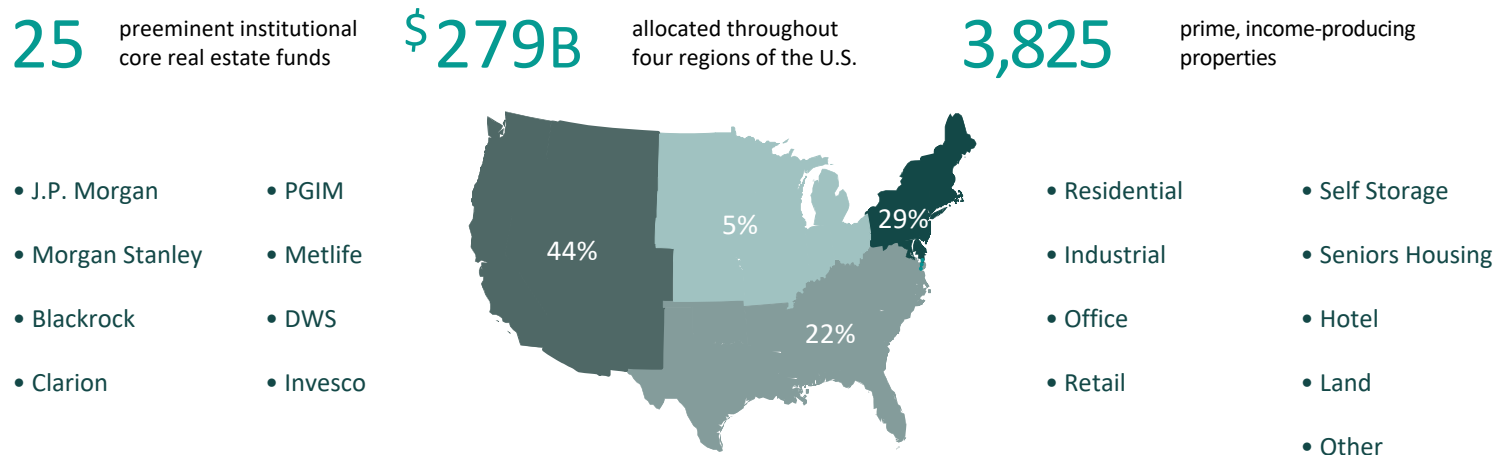 25
preeminent institutional
core real estate funds
$279B
allocated throughout
four regions of the U.S.
3,825
prime, income-producing
properties
• J.P. Morgan
• Morgan Stanley
• Blackrock
• Clarion
• PGIM
• Metlife
• DWS
• Invesco
44%
5%
29%
22%
• Residential
• Industrial
• Office
• Retail
• Self Storage
• Seniors Housing
• Hotel
• Land
• Other